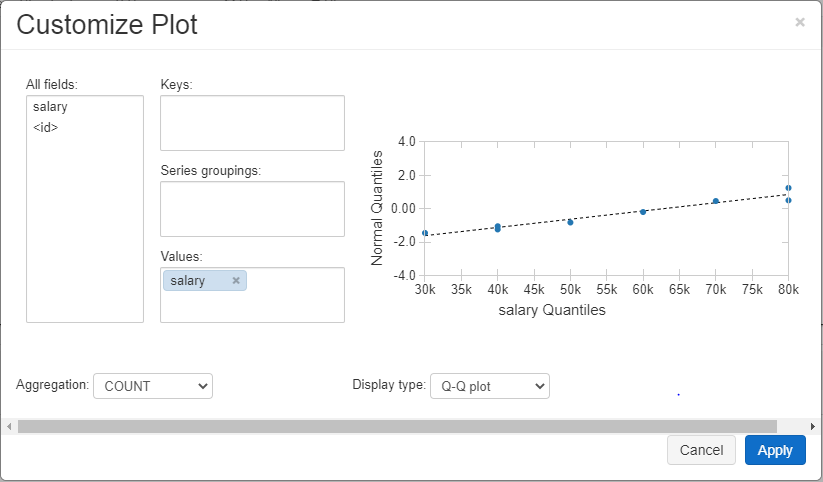 Customize Plot
×
All fields:
salary
<id>
Keys:
Series groupings:
Values:
salary ×
Normal Quantiles
4.0
2.0
0.00
-2.0
-4.0
30k 35k 40k 45k 50k 55k 60k 65k 70k 75k 80k
salary Quantiles
Aggregation: COUNT
Display type: Q-Q plot
Cancel Apply